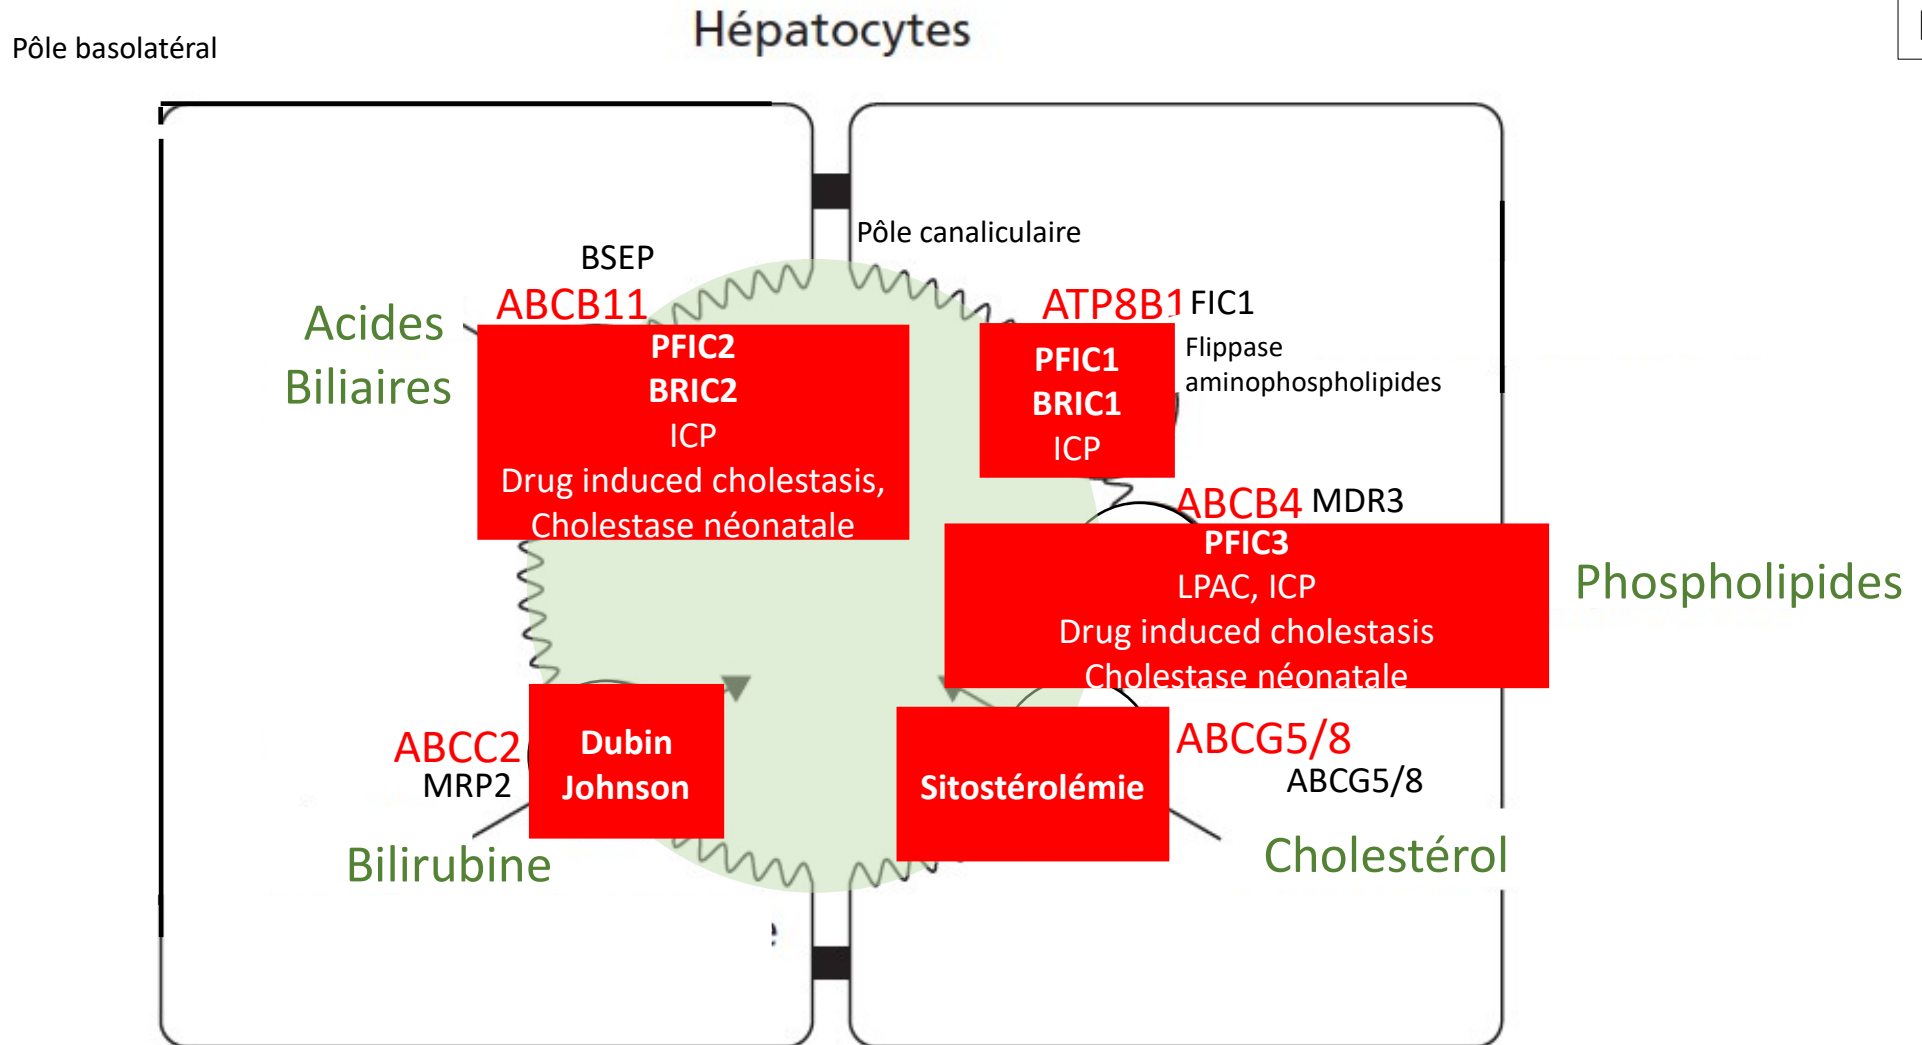 Hépatocytes
Pôle basolatéral
Pôle canaliculaire
BSEP
ABCB11
Acides
Biliaires
PFIC2
BRIC2
ICP
Drug induced cholestasis,
Cholestase néonatale
ATP8B1 FIC1
Flippase
aminophospholipides
PFIC1
BRIC1
ICP
ABCB4 MDR3
PFIC3
LPAC, ICP
Drug induced cholestasis
Cholestase néonatale
Phospholipides
ABCC2
MRP2
Dubin
Johnson
Bilirubine
Sitostérolémie
ABCG5/8
ABCG5/8
Cholestérol